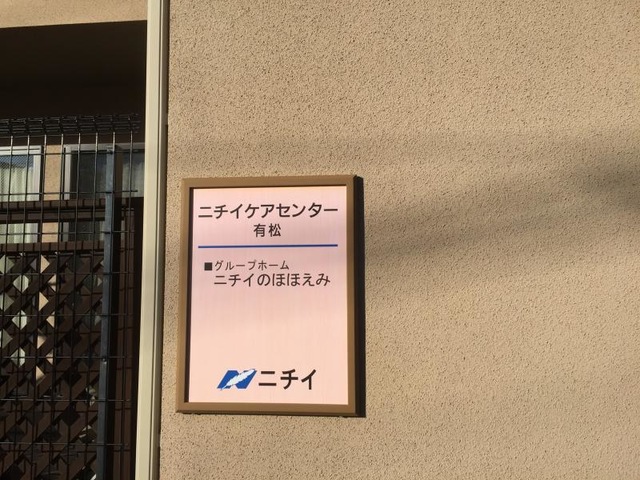 ニチイケアセンター
有松
■グループホーム
ニチイのほほえみ
ニチイ